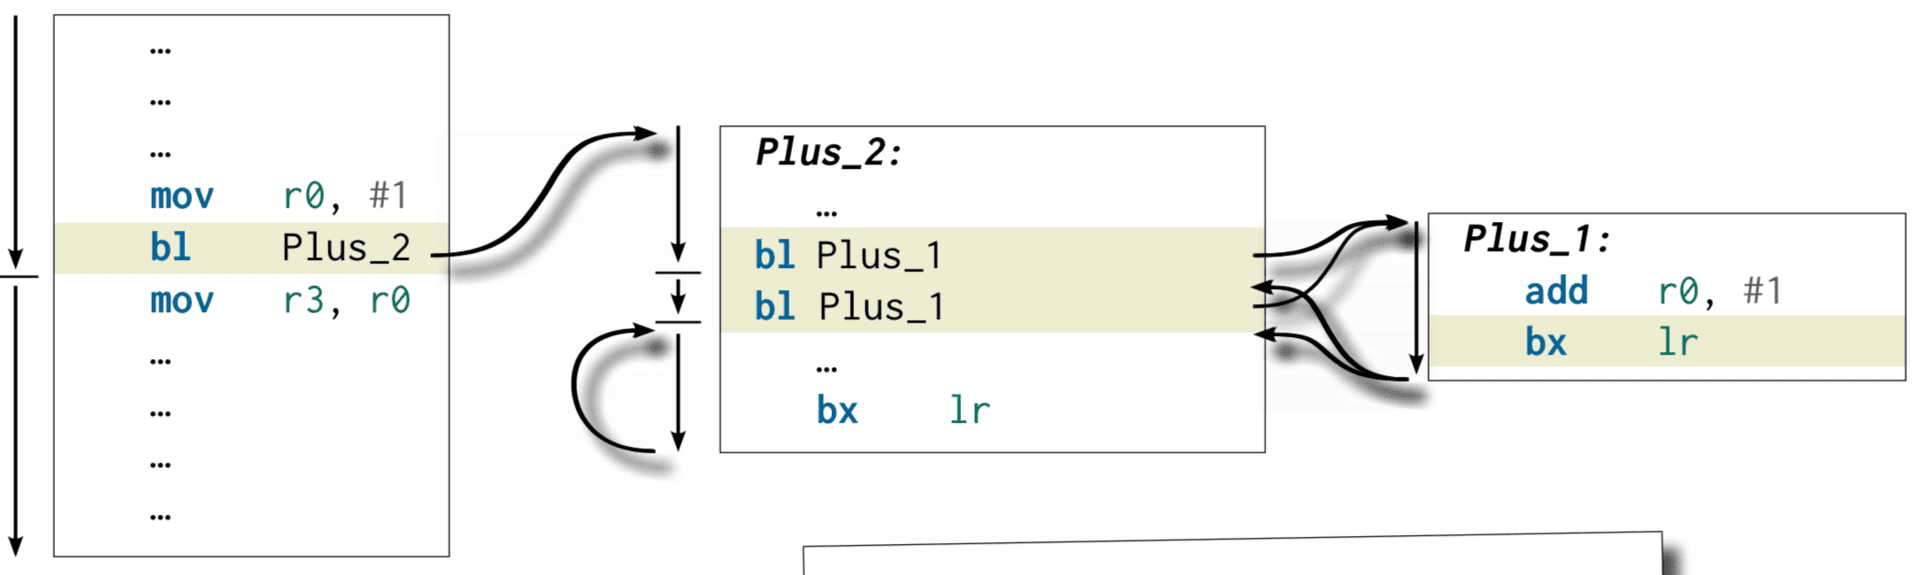 …
…
…
mov r0, #1
bl Plus_2
mov r3, r0
…
…
…
…
Plus_2:
…
bl Plus_1
bl Plus_1
…
bx lr
Plus_1:
add r0, #1
bx lr